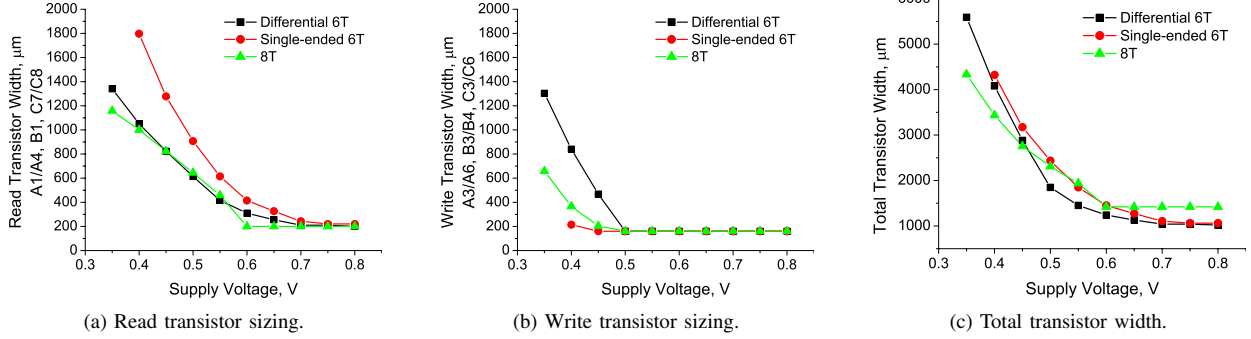 2000
1800
1600
1400
1200
1000
800
600
400
200
0
0.3 0.4 0.5 0.6 0.7 0.8
Read Transistor Width, μm
A1/A4, B1, C7/C8
Supply Voltage, V
Differential 6T
Single-ended 6T
8T
(a) Read transistor sizing.
2000
1800
1600
1400
1200
1000
800
600
400
200
0
0.3 0.4 0.5 0.6 0.7 0.8
Write Transistor Width, μm
A3/A6, B3/B4, C3/C6
Supply Voltage, V
Differential 6T
Single-ended 6T
8T
(b) Write transistor sizing.
6000
5000
4000
3000
2000
1000
0.3 0.4 0.5 0.6 0.7 0.8
Total Transistor Width, μm
Supply Voltage, V
Differential 6T
Single-ended 6T
8T
(c) Total transistor width.